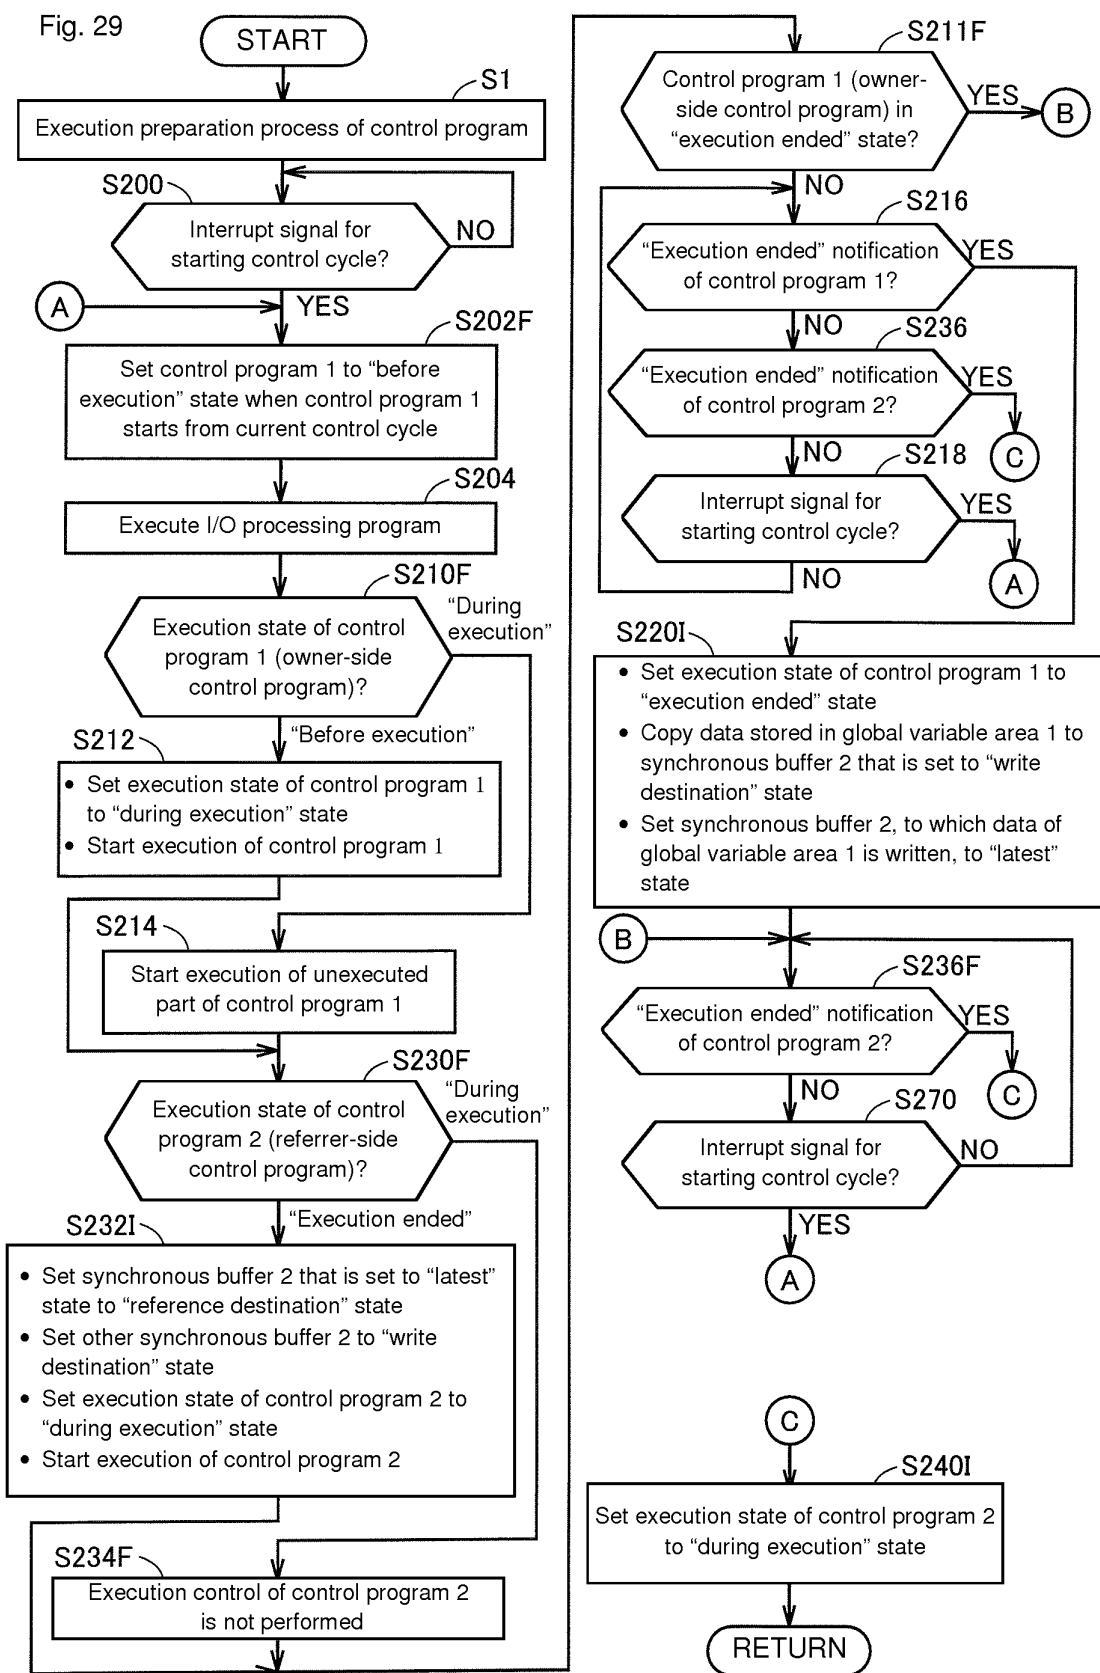 Fig. 29
START
S1
Execution preparation process of control program
S200
Interrupt signal for
starting control cycle?
NO
A
YES
S202F
Set control program 1 to “before
execution” state when control program 1
starts from current control cycle
S204
Execute I/O processing program
S210F
“During
execution”
Execution state of control
program 1 (owner-side
control program)?
“Before execution”
S212
• Set execution state of control program 1
to “during execution” state
• Start execution of control program 1
S214
Start execution of unexecuted
part of control program 1
S230F
“During
execution”
Execution state of control
program 2 (referrer-side
control program)?
“Execution ended”
S232I
• Set synchronous buffer 2 that is set to “latest”
state to “reference destination” state
• Set other synchronous buffer 2 to “write
destination” state
• Set execution state of control program 2 to
“during execution” state
• Start execution of control program 2
S234F
Execution control of control program 2
is not performed
S211F
Control program 1 (owner-
side control program) in
“execution ended” state?
YES
B
NO
S216
“Execution ended” notification
of control program 1?
YES
NO
S236
“Execution ended” notification
of control program 2?
YES
C
NO
S218
Interrupt signal for
starting control cycle?
YES
A
NO
S220I
• Set execution state of control program 1 to
“execution ended” state
• Copy data stored in global variable area 1 to
synchronous buffer 2 that is set to “write
destination” state
• Set synchronous buffer 2, to which data of
global variable area 1 is written, to “latest”
state
B
S236F
“Execution ended” notification
of control program 2?
YES
C
NO
S270
Interrupt signal for
starting control cycle?
NO
YES
A
C
S240I
Set execution state of control program 2
to “during execution” state
RETURN